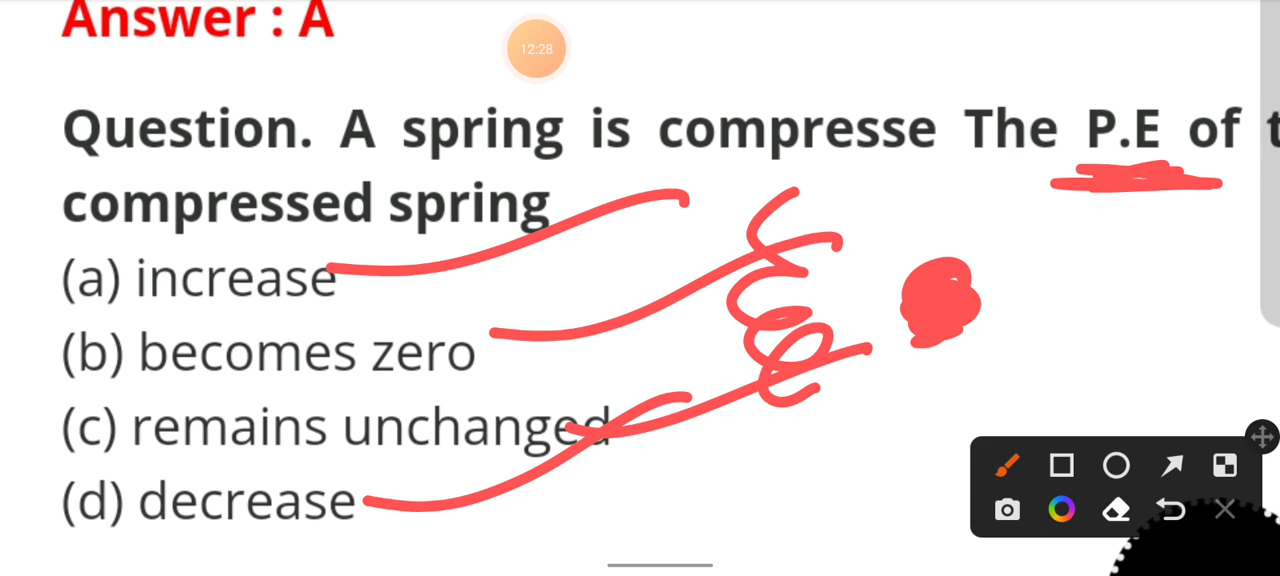 Answer : A
12:28
Question. A spring is compresse The P.E of
compressed spring
(a) increase
(b) becomes zero
(c) remains unchanged
(d) decrease